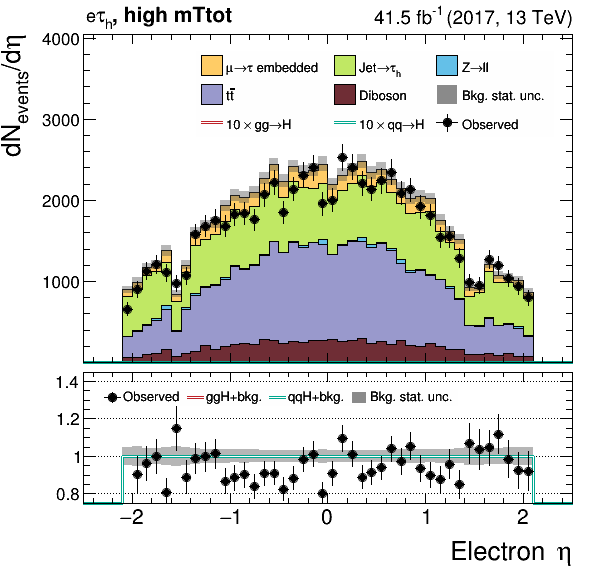 eτh, high mTtot 41.5 fb⁻¹ (2017, 13 TeV)
dNevents/dη
4000
3000
2000
1000
μ→τ embedded Jet→τh Z→ll
tt̅ Diboson Bkg. stat. unc.
10 × gg→H 10 × qq→H Observed
1.4
1.2
1
0.8
Observed ggH+bkg. qqH+bkg. Bkg. stat. unc.
−2 −1 0 1 2
Electron η